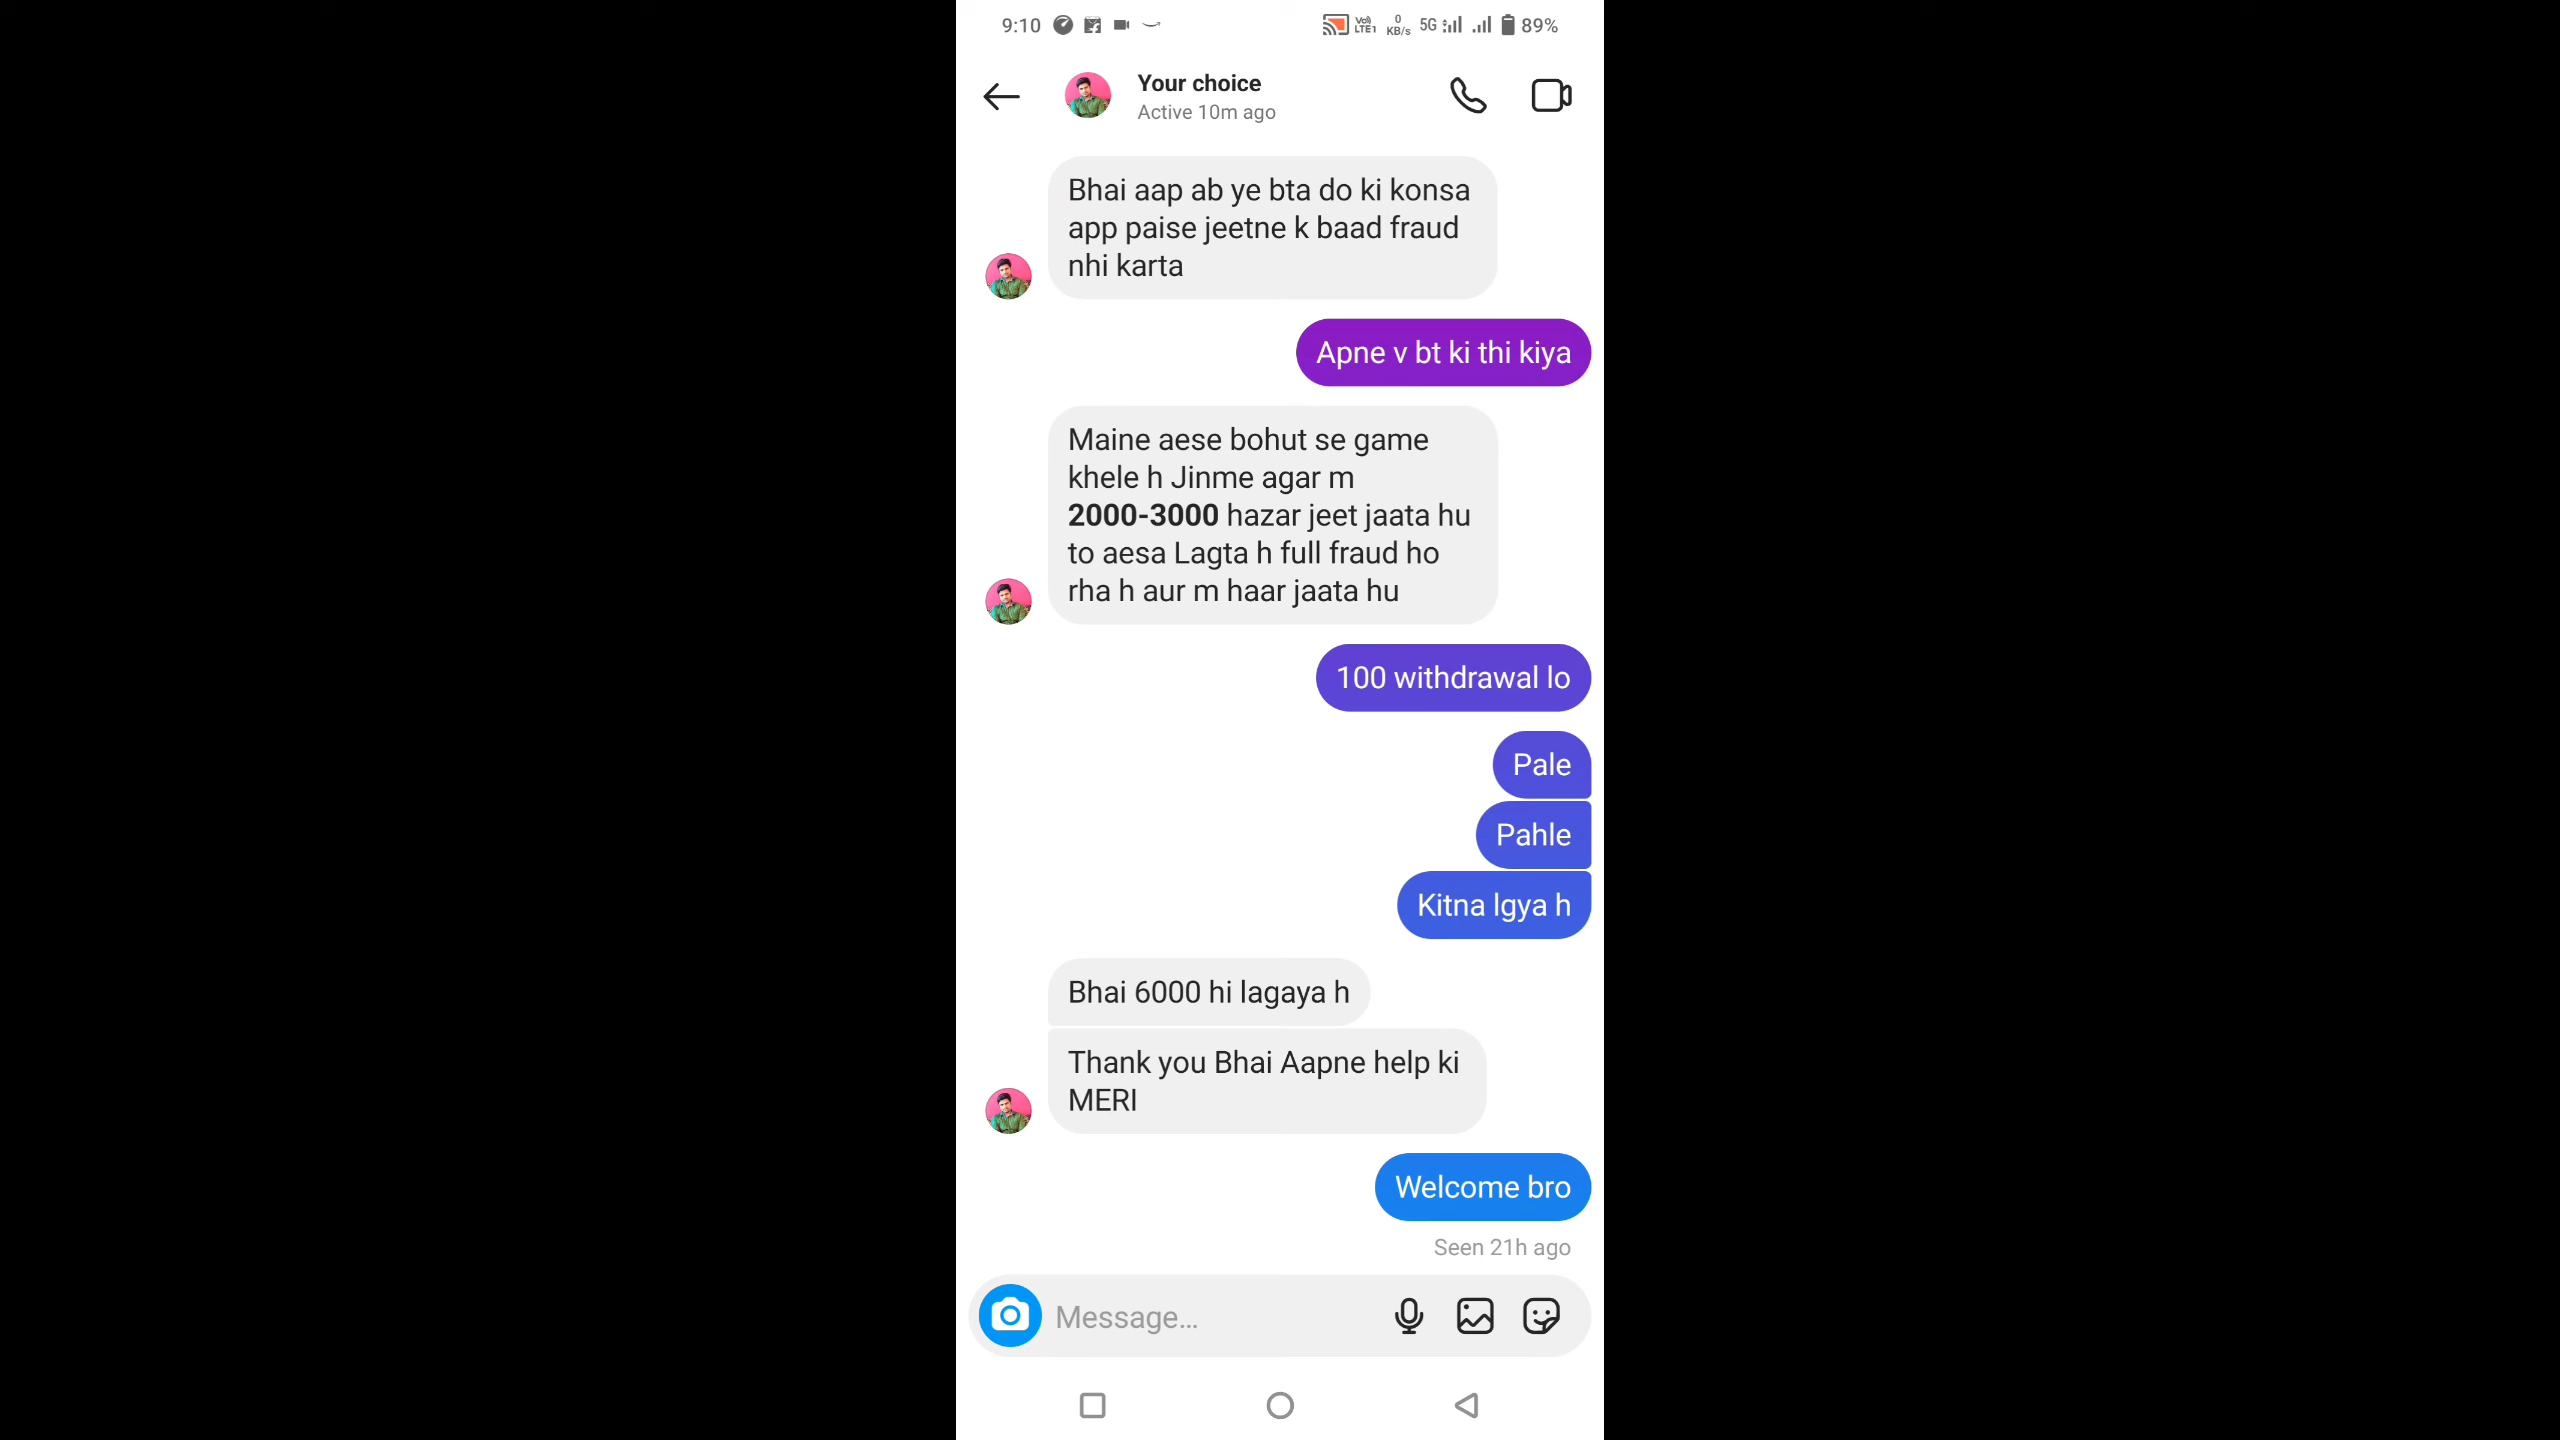 9:10
Vo) LTE1 0 KB/s 5G 89%
Your choice
Active 10m ago
Bhai aap ab ye bta do ki konsa
app paise jeetne k baad fraud
nhi karta
Apne v bt ki thi kiya
Maine aese bohut se game
khele h Jinme agar m
2000-3000 hazar jeet jaata hu
to aesa Lagta h full fraud ho
rha h aur m haar jaata hu
100 withdrawal lo
Pale
Pahle
Kitna lgya h
Bhai 6000 hi lagaya h
Thank you Bhai Aapne help ki
MERI
Welcome bro
Seen 21h ago
Message...